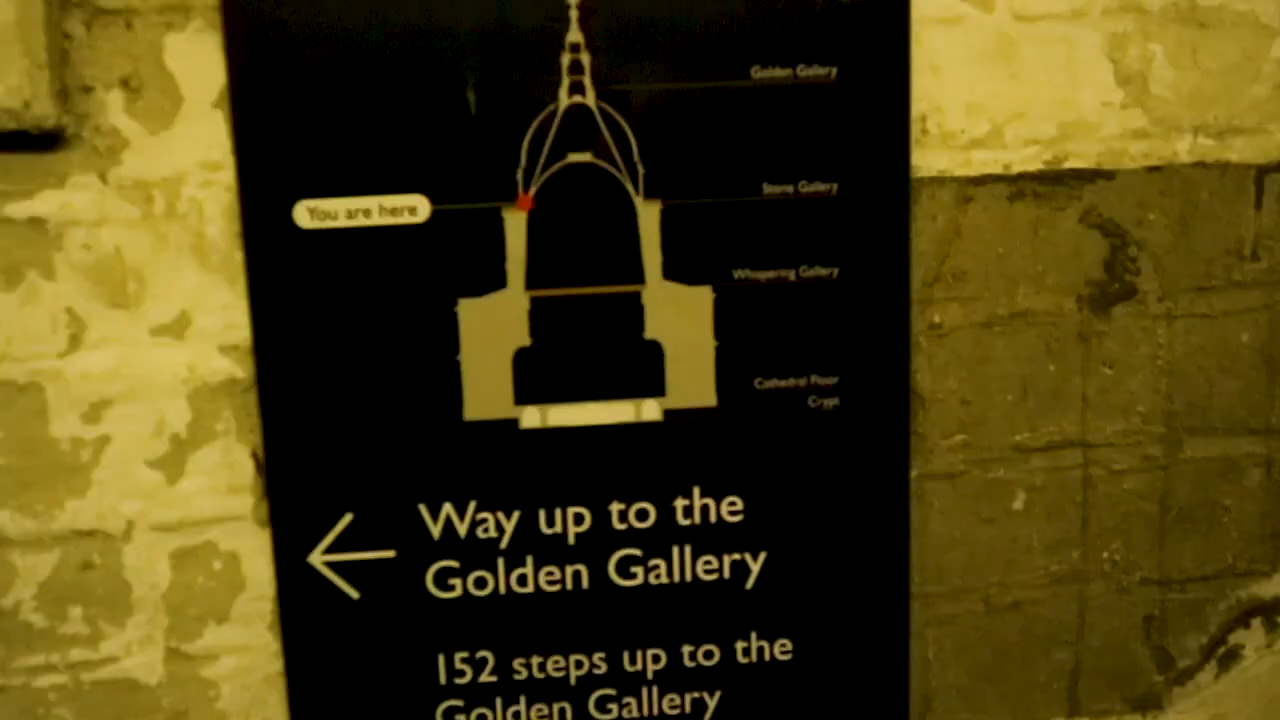 Golden Gallery
Stone Gallery
You are here
Whispering Gallery
Cathedral Floor
Crypt
Way up to the
Golden Gallery
152 steps up to the
Golden Gallery